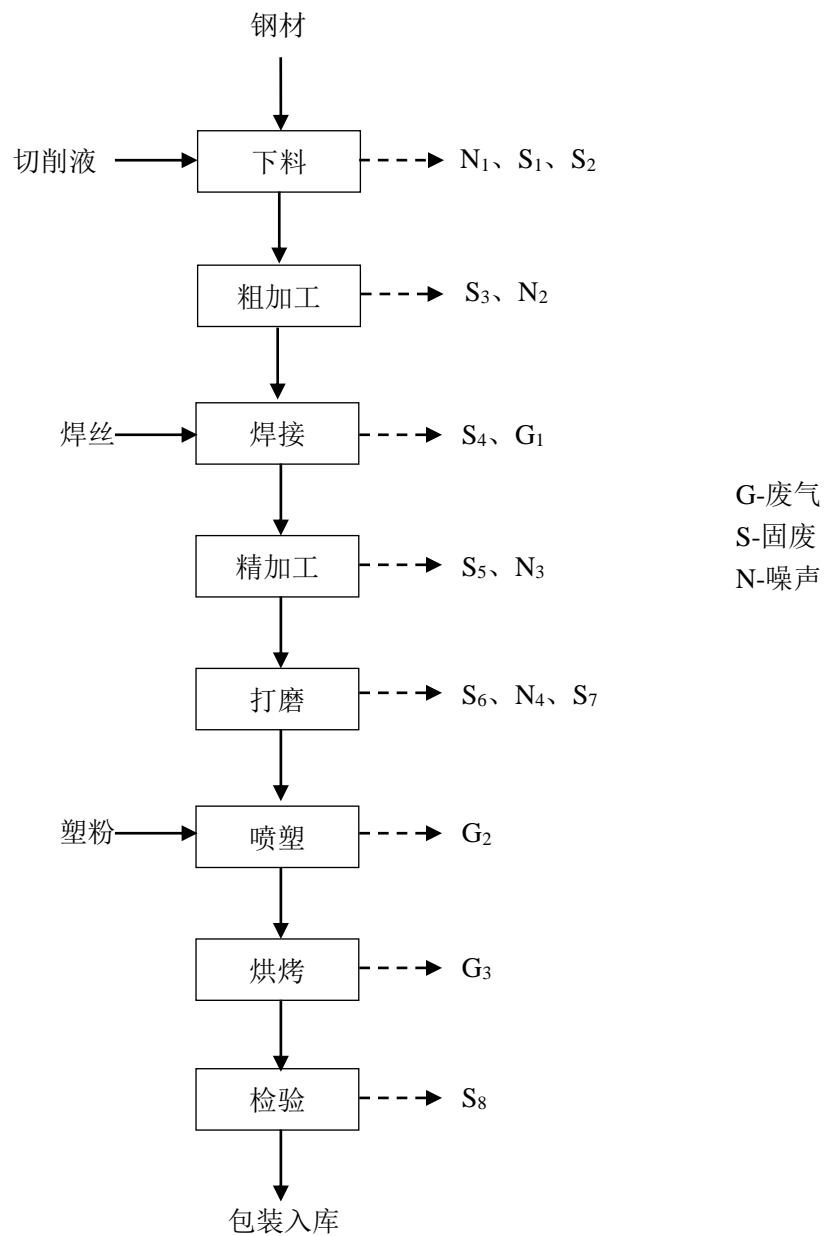 钢材
切削液
下料
N₁、S₁、S₂
粗加工
S₃、N₂
焊丝
焊接
S₄、G₁
G-废气
S-固废
N-噪声
精加工
S₅、N₃
打磨
S₆、N₄、S₇
塑粉
喷塑
G₂
烘烤
G₃
检验
S₈
包装入库